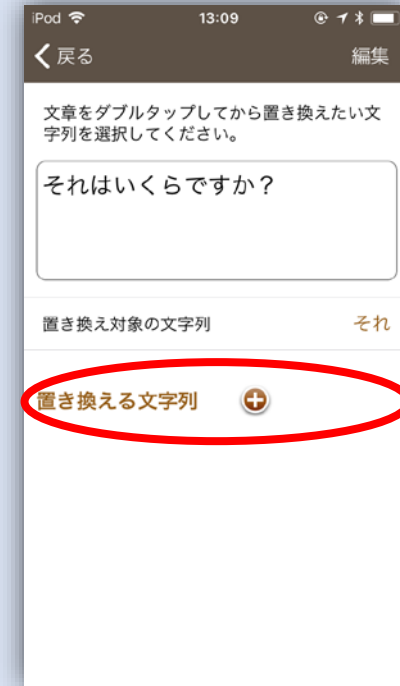 iPod 13:09
戻る 編集
文章をダブルタップしてから置き換えたい文
字列を選択してください。
それはいくらですか？
置き換え対象の文字列 それ
置き換える文字列